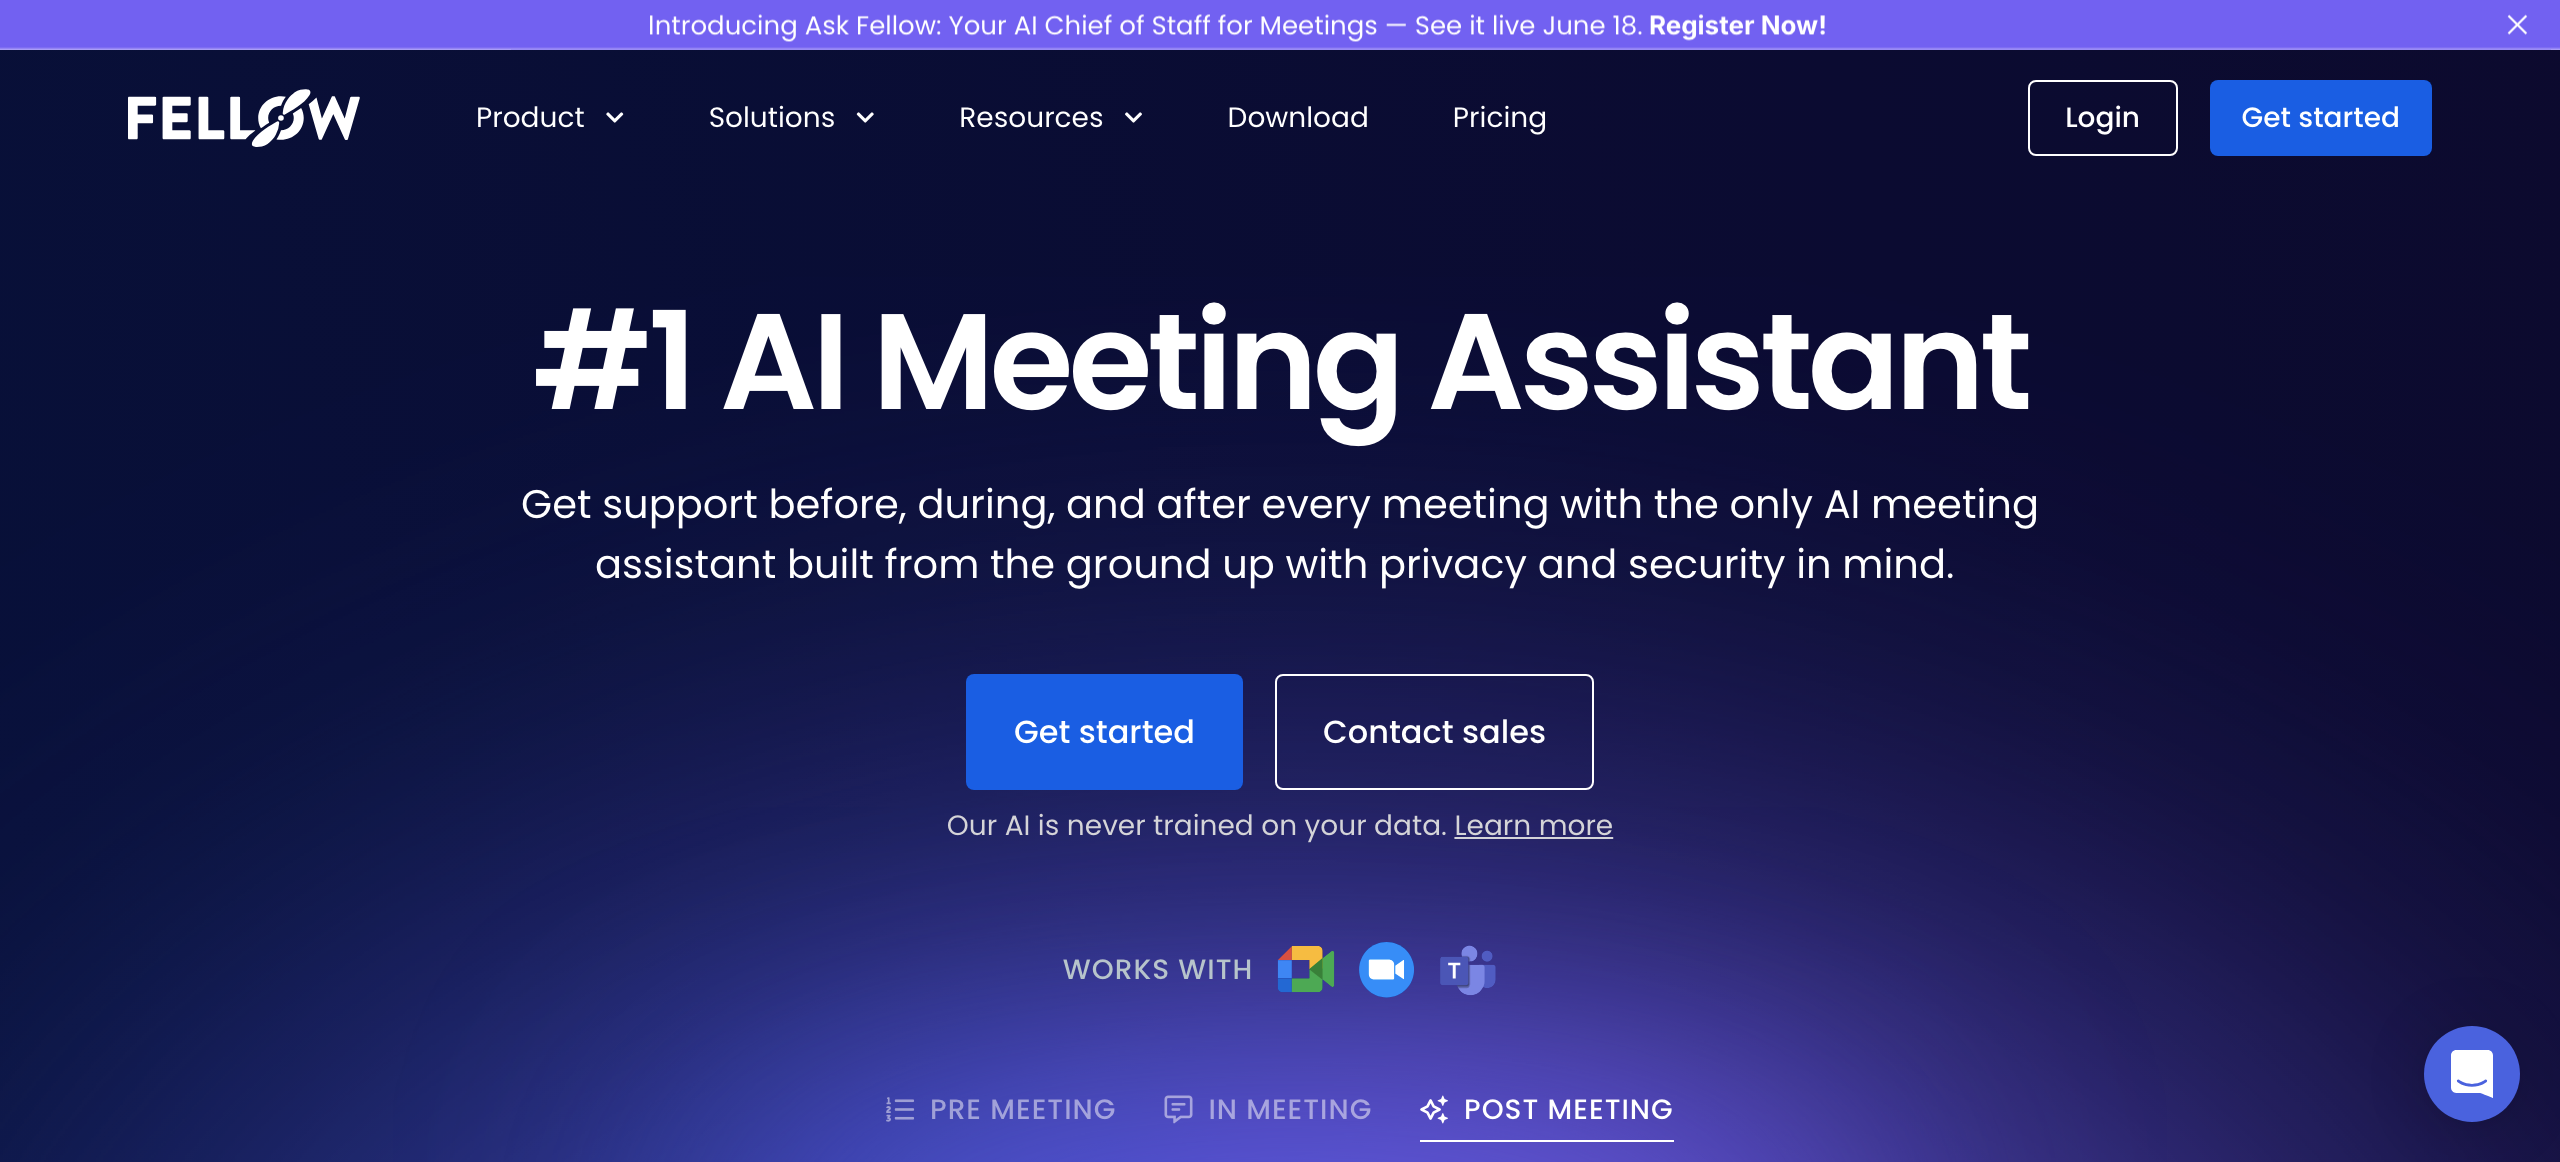 Introducing Ask Fellow: Your AI Chief of Staff for Meetings — See it live June 18. Register Now!
FELLOW
Product
Solutions
Resources
Download
Pricing
Login
Get started
#1 AI Meeting Assistant
Get support before, during, and after every meeting with the only AI meeting
assistant built from the ground up with privacy and security in mind.
Get started
Contact sales
Our AI is never trained on your data. Learn more
WORKS WITH
T
PRE MEETING
IN MEETING
POST MEETING